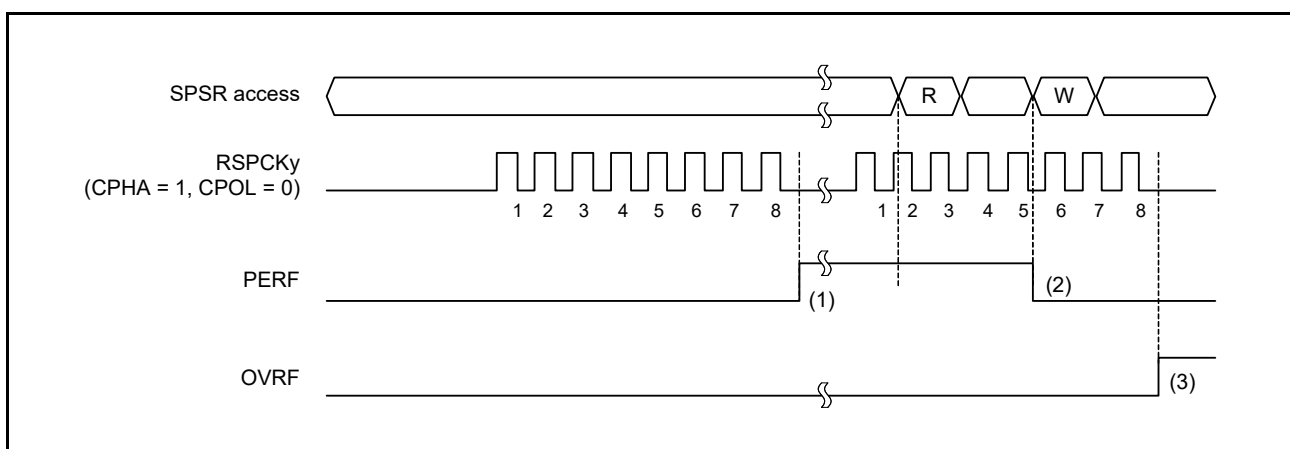 SPSR access
R
W
RSPCKy
(CPHA = 1, CPOL = 0)
1 2 3 4 5 6 7 8 1 2 3 4 5 6 7 8
PERF
(1)
(2)
OVRF
(3)